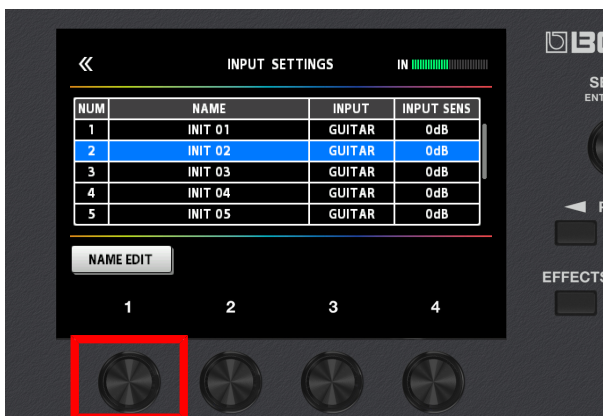 « INPUT SETTINGS IN
NUM NAME INPUT INPUT SENS
1 INIT 01 GUITAR 0dB
2 INIT 02 GUITAR 0dB
3 INIT 03 GUITAR 0dB
4 INIT 04 GUITAR 0dB
5 INIT 05 GUITAR 0dB
NAME EDIT
1 2 3 4
EFFECTS